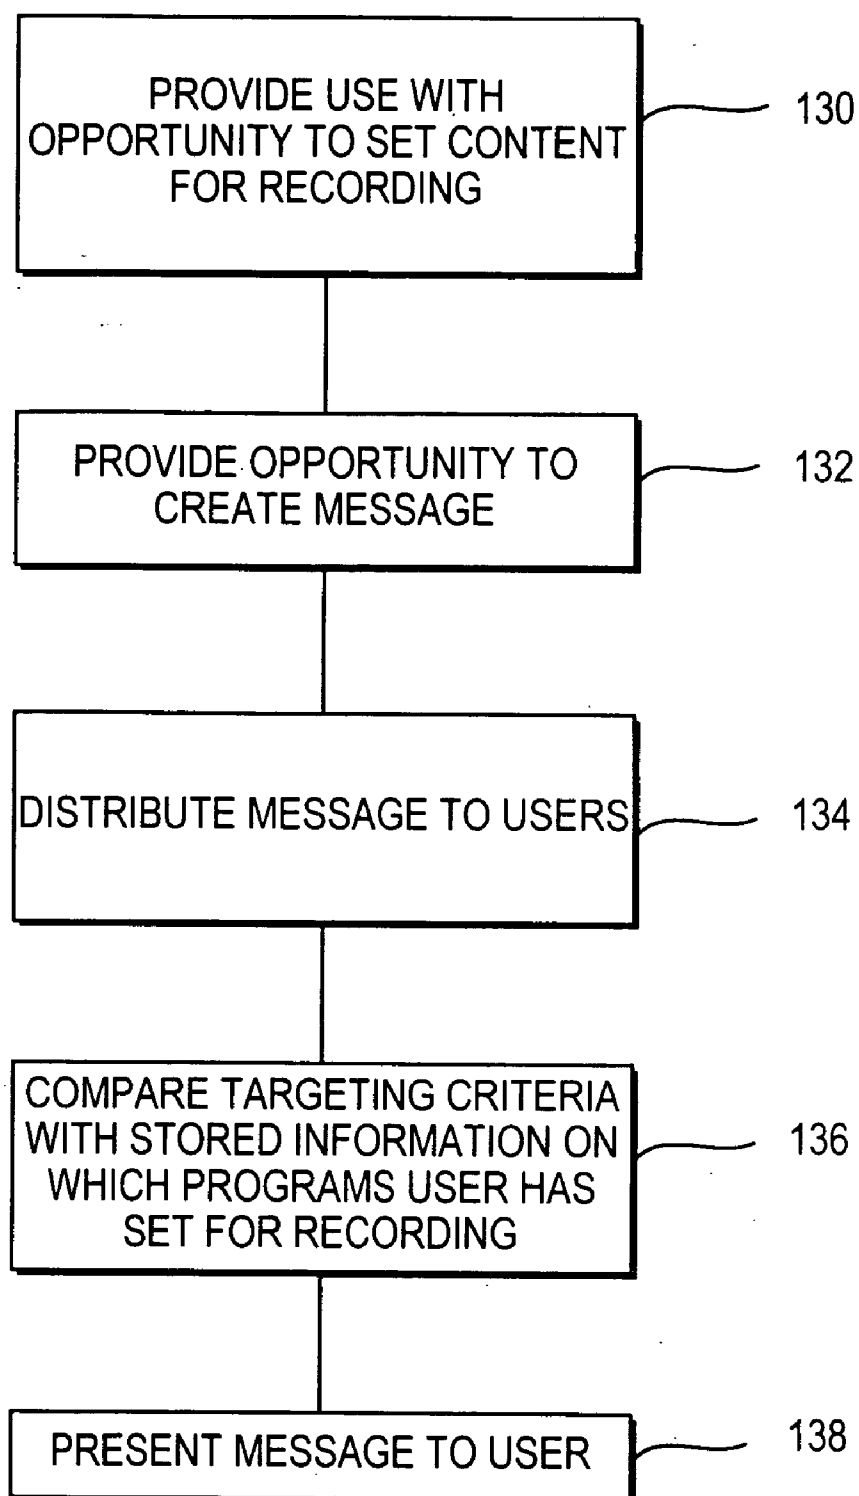 PROVIDE USE WITH
OPPORTUNITY TO SET CONTENT
FOR RECORDING
130
PROVIDE OPPORTUNITY TO
CREATE MESSAGE
132
DISTRIBUTE MESSAGE TO USERS
134
COMPARE TARGETING CRITERIA
WITH STORED INFORMATION ON
WHICH PROGRAMS USER HAS
SET FOR RECORDING
136
PRESENT MESSAGE TO USER
138